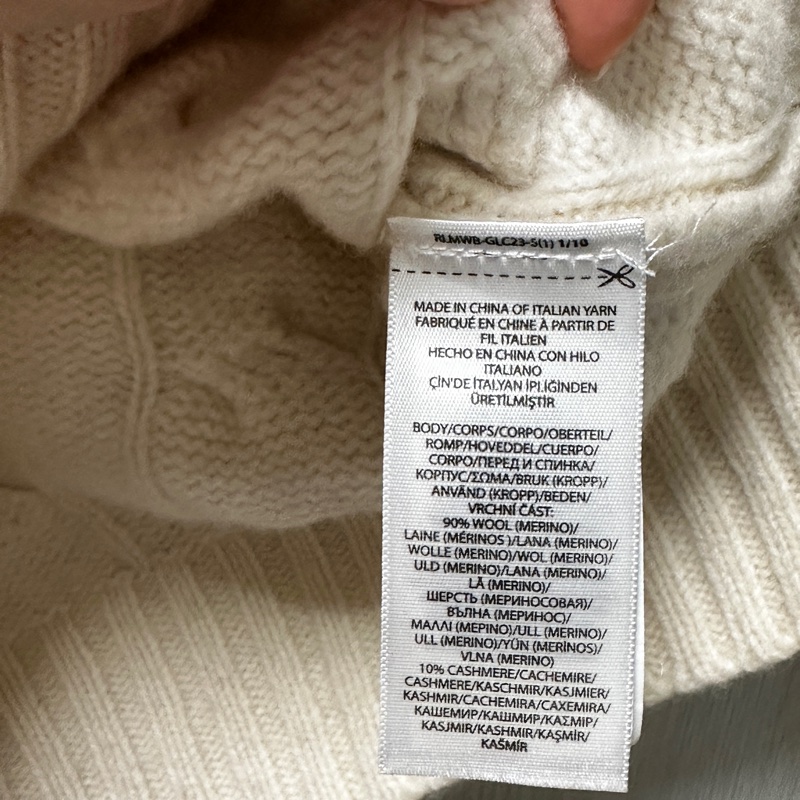 RLMWB-GLC23-S(1) 1/10
MADE IN CHINA OF ITALIAN YARN
FABRIQUÉ EN CHINE À PARTIR DE
FIL ITALIEN
HECHO EN CHINA CON HILO
ITALIANO
ÇİN'DE İTALYAN İPLİĞİNDEN
ÜRETİLMİŞTİR
BODY/CORPS/CORPO/OBERTEIL/
ROMP/HOVEDDEL/CUERPO/
CORPO/ПЕРЕД И СПИНКА/
КОРПУС/ΣΩΜΑ/BRUK (KROPP)/
ANVÄND (KROPP)/BEDEN/
VRCHNÍ ČÁST:
90% WOOL (MERINO)/
LAINE (MÉRINOS )/LANA (MERINO)/
WOLLE (MERINO)/WOL (MERINO)/
ULD (MERINO)/LANA (MERINO)/
LÃ (MERINO)/
ШЕРСТЬ (МЕРИНОСОВАЯ)/
ВЪЛНА (МЕРИНОС)/
ΜΑΛΛΙ (ΜΕΡΙΝΟ)/ULL (MERINO)/
ULL (MERINO)/YÜN (MERİNOS)/
VLNA (MERINO)
10% CASHMERE/CACHEMIRE/
CASHMERE/KASCHMIR/KASJMIER/
KASHMIR/CACHEMIRA/CAXEMIRA/
КАШЕМИР/КАШМИР/ΚΑΣΜΙΡ/
KASJMIR/KASHMIR/KAŞMİR/
KAŠMÍR